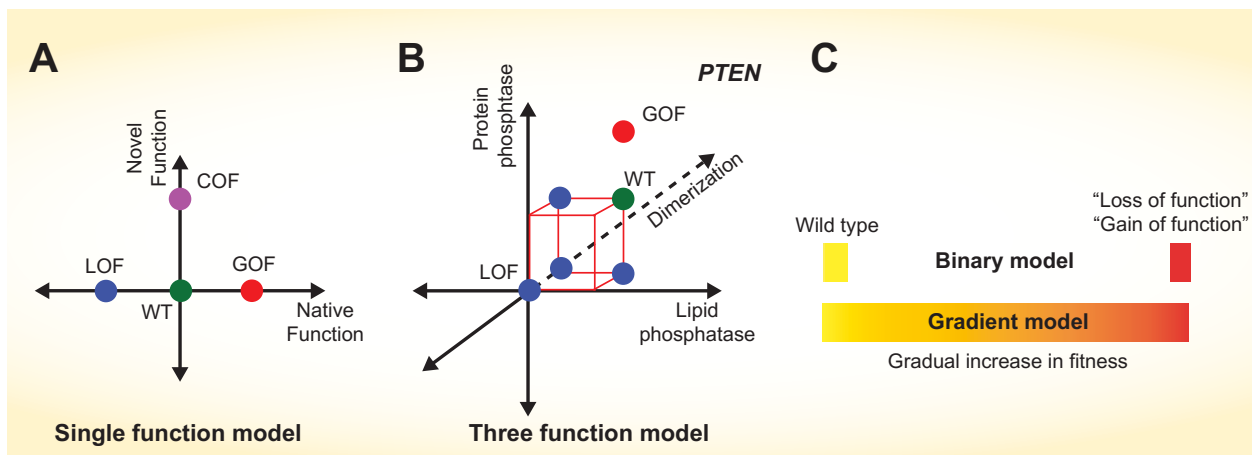 A
Novel
Function
COF
LOF
GOF
WT
Native
Function
Single function model
B
PTEN
Protein
phosphtase
GOF
WT
Dimerization
LOF
Lipid
phosphatase
Three function model
C
“Loss of function”
Wild type
“Gain of function”
Binary model
Gradient model
Gradual increase in fitness